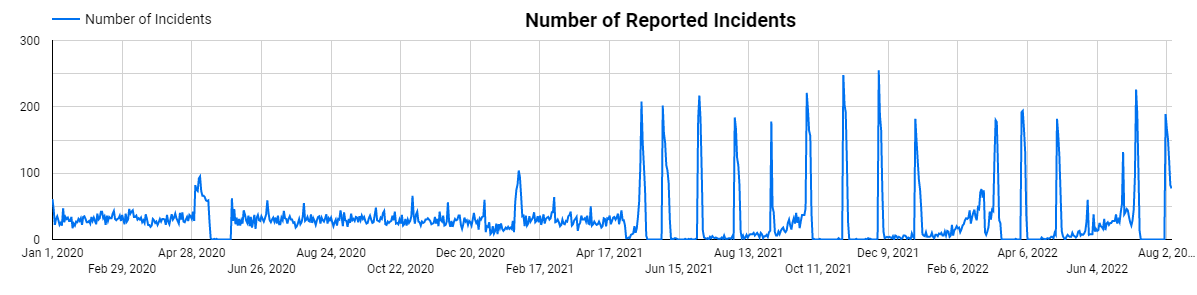 Number of Incidents
Number of Reported Incidents
300
200
100
0
Jan 1, 2020
Feb 29, 2020
Apr 28, 2020
Jun 26, 2020
Aug 24, 2020
Oct 22, 2020
Dec 20, 2020
Feb 17, 2021
Apr 17, 2021
Jun 15, 2021
Aug 13, 2021
Oct 11, 2021
Dec 9, 2021
Feb 6, 2022
Apr 6, 2022
Jun 4, 2022
Aug 2, 20…